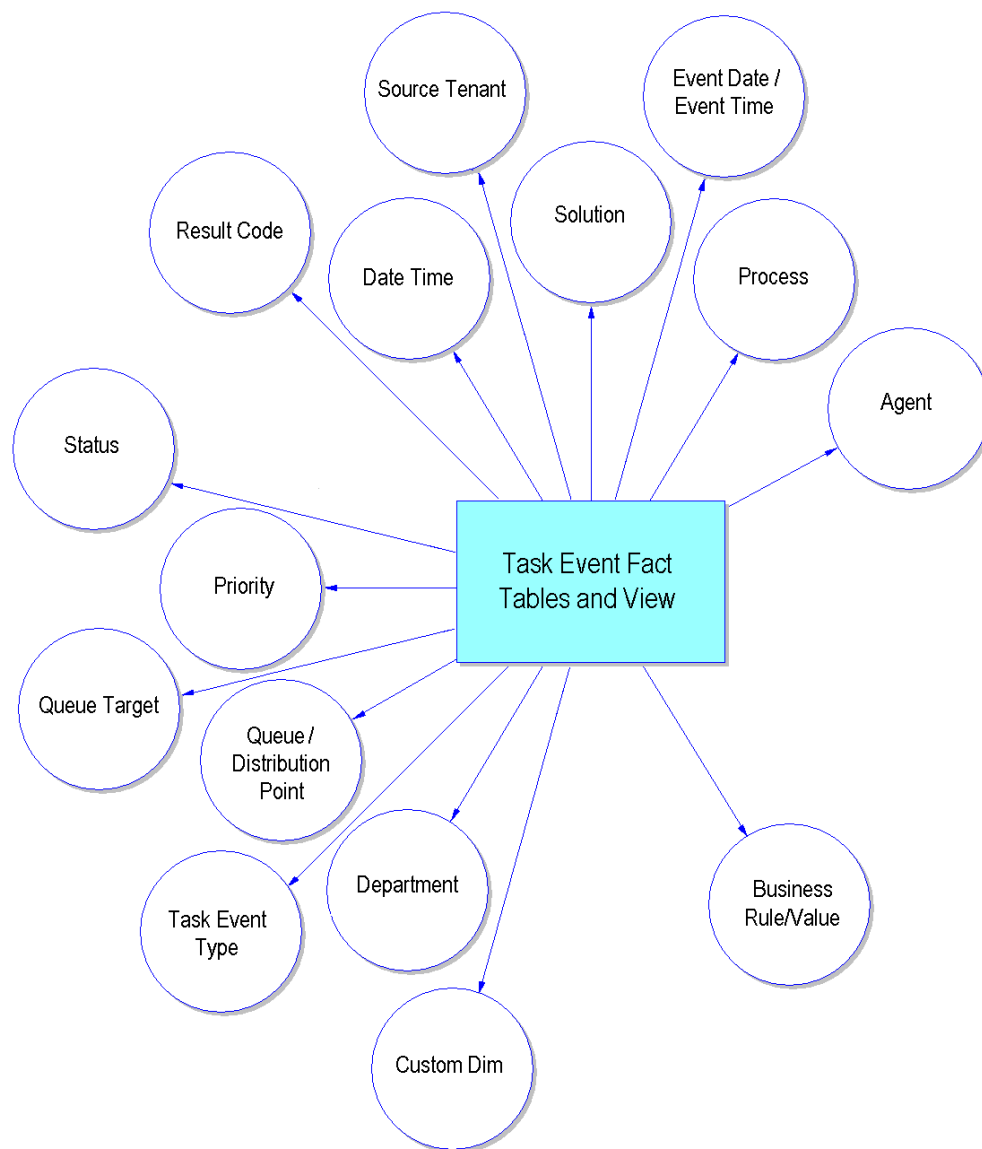 Source Tenant
Event Date /
Event Time
Result Code
Date Time
Solution
Process
Agent
Status
Priority
Task Event Fact
Tables and View
Queue Target
Queue /
Distribution
Point
Department
Task Event
Type
Business
Rule/Value
Custom Dim